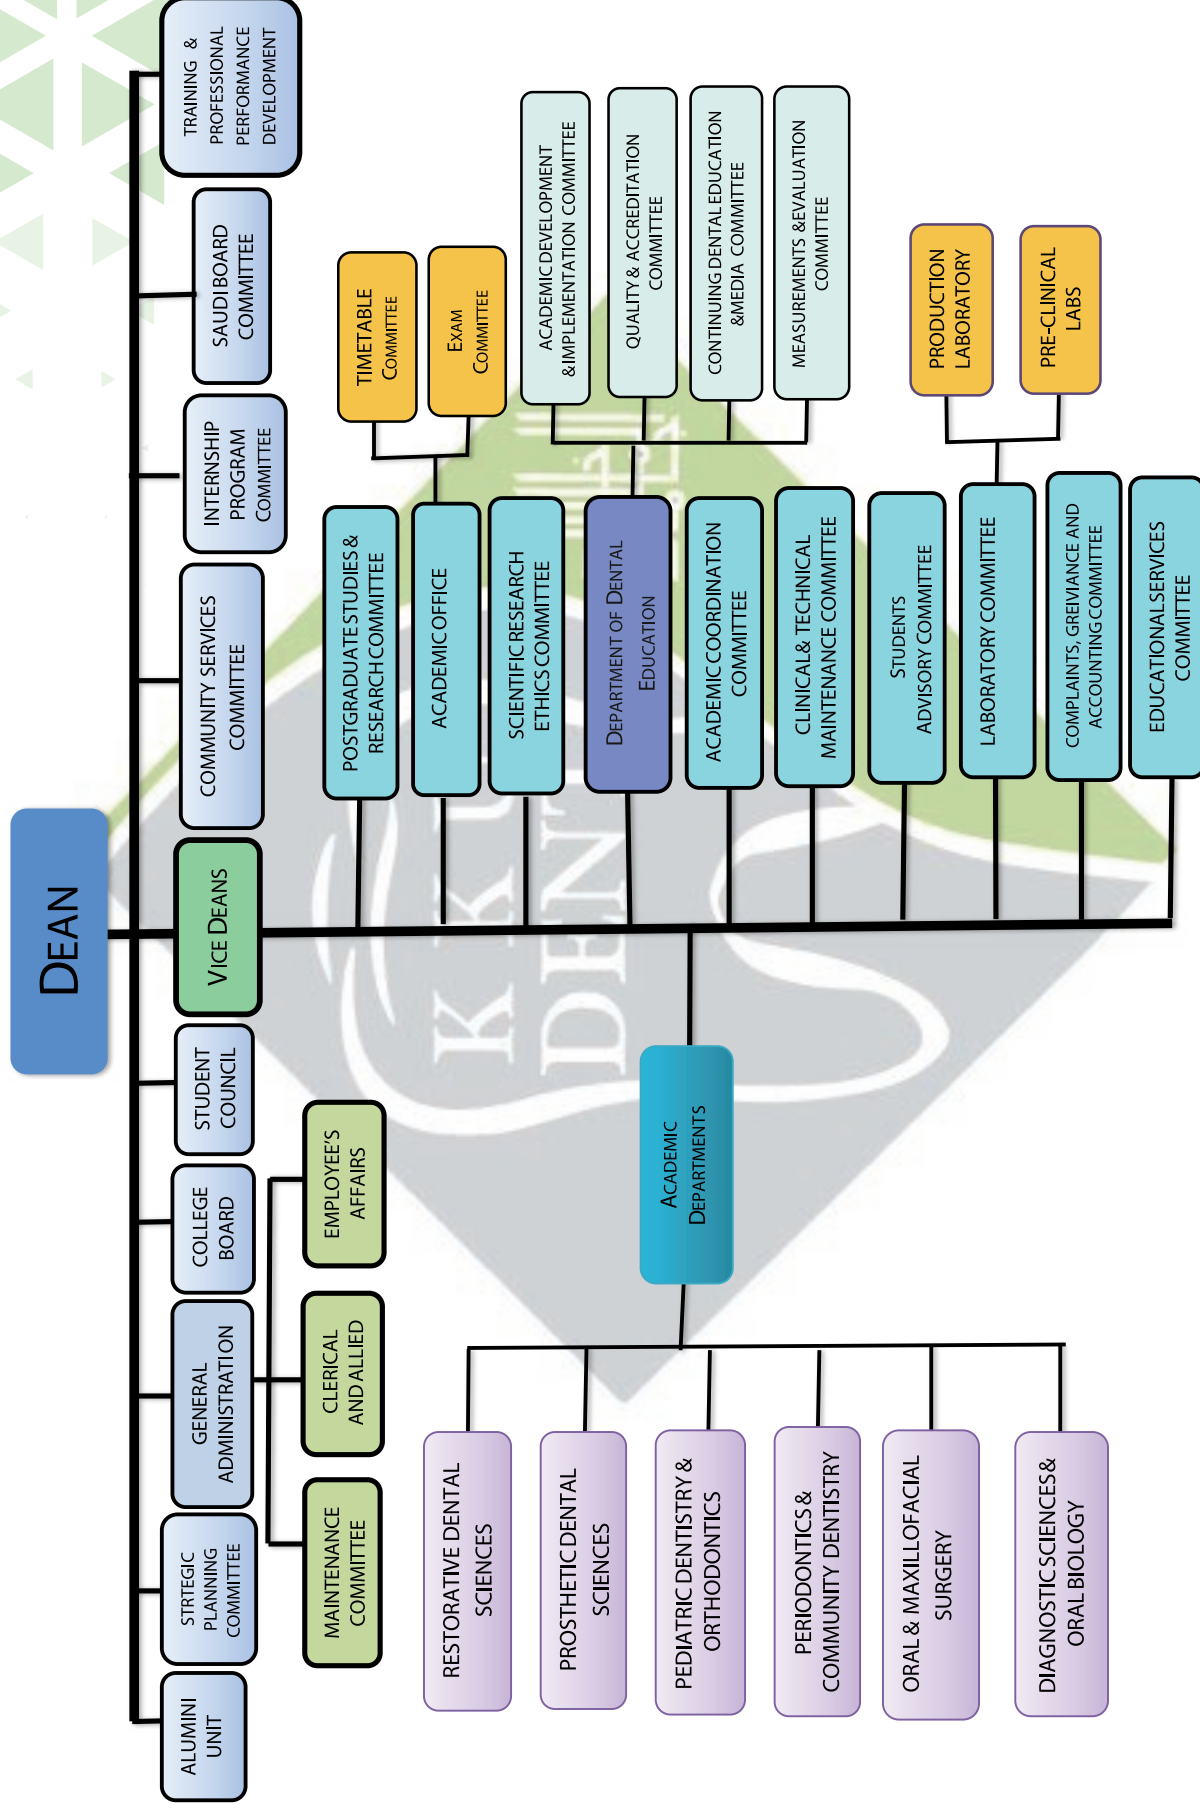 DEAN
ALUMINI
UNIT
STRTEGIC
PLANNING
COMMITTEE
GENERAL
ADMINISTRATION
COLLEGE
BOARD
STUDENT
COUNCIL
VICE DEANS
COMMUNITY SERVICES
COMMITTEE
INTERNSHIP
PROGRAM
COMMITTEE
SAUDI BOARD
COMMITTEE
TRAINING &
PROFESSIONAL
PERFORMANCE
DEVELOPMENT
MAINTENANCE
COMMITTEE
CLERICAL
AND ALLIED
EMPLOYEE'S
AFFAIRS
POSTGRADUATE STUDIES &
RESEARCH COMMITTEE
ACADEMIC OFFICE
TIMETABLE
COMMITTEE
EXAM
COMMITTEE
SCIENTIFIC RESEARCH
ETHICS COMMITTEE
DEPARTMENT OF DENTAL
EDUCATION
ACADEMIC DEVELOPMENT
& IMPLEMENTATION COMMITTEE
QUALITY & ACCREDITATION
COMMITTEE
CONTINUING DENTAL EDUCATION
& MEDIA COMMITTEE
MEASUREMENTS & EVALUATION
COMMITTEE
ACADEMIC COORDINATION
COMMITTEE
CLINICAL & TECHNICAL
MAINTENANCE COMMITTEE
STUDENTS
ADVISORY COMMITTEE
LABORATORY COMMITTEE
PRODUCTION
LABORATORY
PRE-CLINICAL
LABS
COMPLAINTS, GREIVANCE AND
ACCOUNTING COMMITTEE
EDUCATIONAL SERVICES
COMMITTEE
ACADEMIC
DEPARTMENTS
RESTORATIVE DENTAL
SCIENCES
PROSTHETIC DENTAL
SCIENCES
PEDIATRIC DENTISTRY &
ORTHODONTICS
PERIODONTICS &
COMMUNITY DENTISTRY
ORAL & MAXILLOFACIAL
SURGERY
DIAGNOSTIC SCIENCES &
ORAL BIOLOGY
K K U